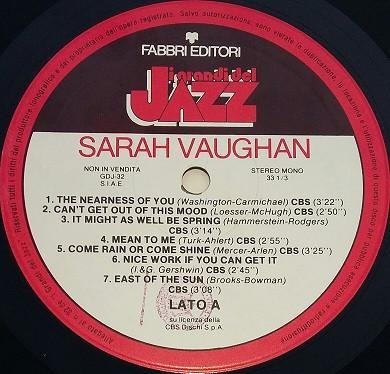 FABBRI EDITORI
i grandi del
JAZZ
SARAH VAUGHAN
NON IN VENDITA
GDJ-32
S.I.A.E.
STEREO MONO
33 1/3
1. THE NEARNESS OF YOU (Washington-Carmichael) CBS (3'22")
2. CAN'T GET OUT OF THIS MOOD (Loesser-McHugh) CBS (2'50")
3. IT MIGHT AS WELL BE SPRING (Hammerstein-Rodgers)
CBS (3'14")
4. MEAN TO ME (Turk-Ahlert) CBS (2'55")
5. COME RAIN OR COME SHINE (Mercer-Arlen) CBS (3'25")
6. NICE WORK IF YOU CAN GET IT
(I.&G. Gershwin) CBS (2'45")
7. EAST OF THE SUN (Brooks-Bowman)
CBS (3'08")
LATO A
su licenza della
CBS Dischi S.p.A.